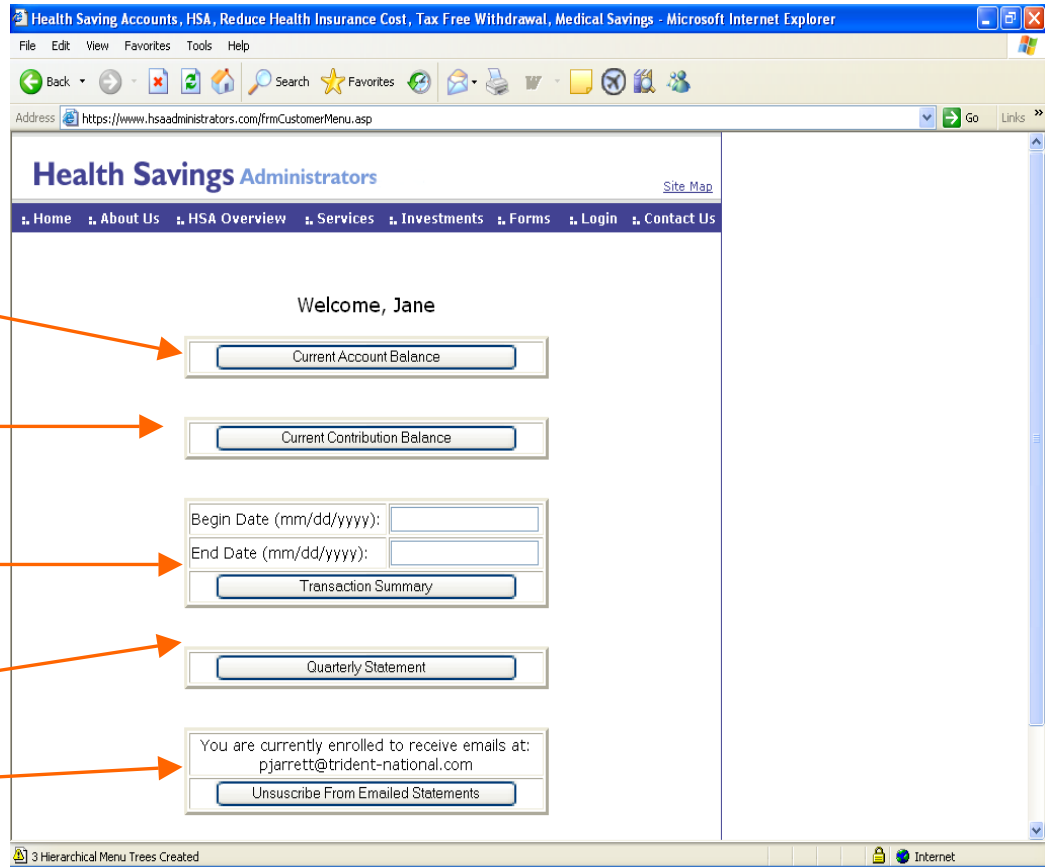 Health Saving Accounts, HSA, Reduce Health Insurance Cost, Tax Free Withdrawal, Medical Savings - Microsoft Internet Explorer
File Edit View Favorites Tools Help
Back Search Favorites W
Address https://www.hsaadministrators.com/frmCustomerMenu.asp Go Links »
Health Savings Administrators
Site Map
:. Home :. About Us :. HSA Overview :. Services :. Investments :. Forms :. Login :. Contact Us
Welcome, Jane
Current Account Balance
Current Contribution Balance
Begin Date (mm/dd/yyyy):
End Date (mm/dd/yyyy):
Transaction Summary
Quarterly Statement
You are currently enrolled to receive emails at:
pjarrett@trident-national.com
Unsuscribe From Emailed Statements
3 Hierarchical Menu Trees Created Internet